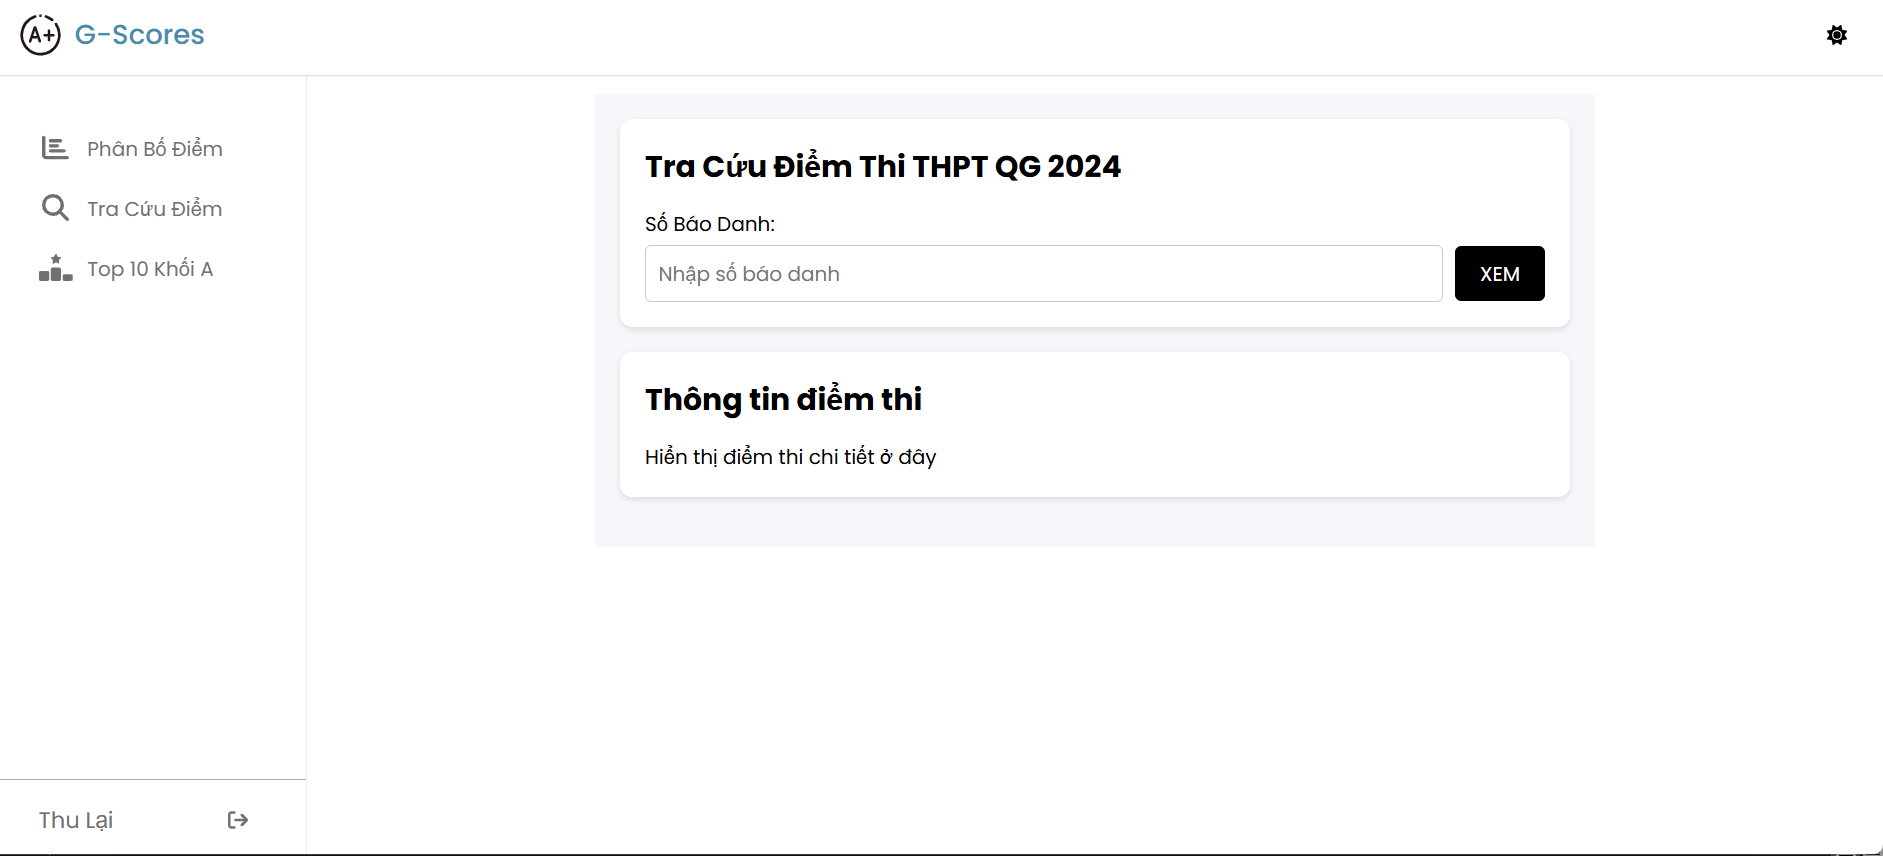 A+ G-Scores
Phân Bố Điểm
Tra Cứu Điểm
Top 10 Khối A
Tra Cứu Điểm Thi THPT QG 2024
Số Báo Danh:
Nhập số báo danh
XEM
Thông tin điểm thi
Hiển thị điểm thi chi tiết ở đây
Thu Lại